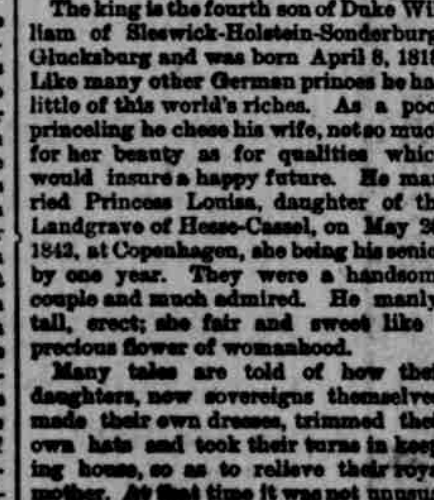 The king is the fourth son of Duke Wil
liam of Sleswick-Holstein-Sonderburg
Glucksburg and was born April 8, 1818
Like many other German princes he ha
little of this world's riches. As a poo
princeling he chose his wife, not so muc
for her beauty as for qualities whic
would insure a happy future. He mar
ried Princess Louisa, daughter of th
Landgrave of Hesse-Cassel, on May 26
1842, at Copenhagen, she being his senio
by one year. They were a handsom
couple and much admired. He manly
tall, erect; she fair and sweet like
precious flower of womanhood.
Many tales are told of how thei
daughters, now sovereigns themselve
made their own dresses, trimmed thei
own hats and took their turns in keep
ing house, so as to relieve their roya
mother. At that time it was not unusu